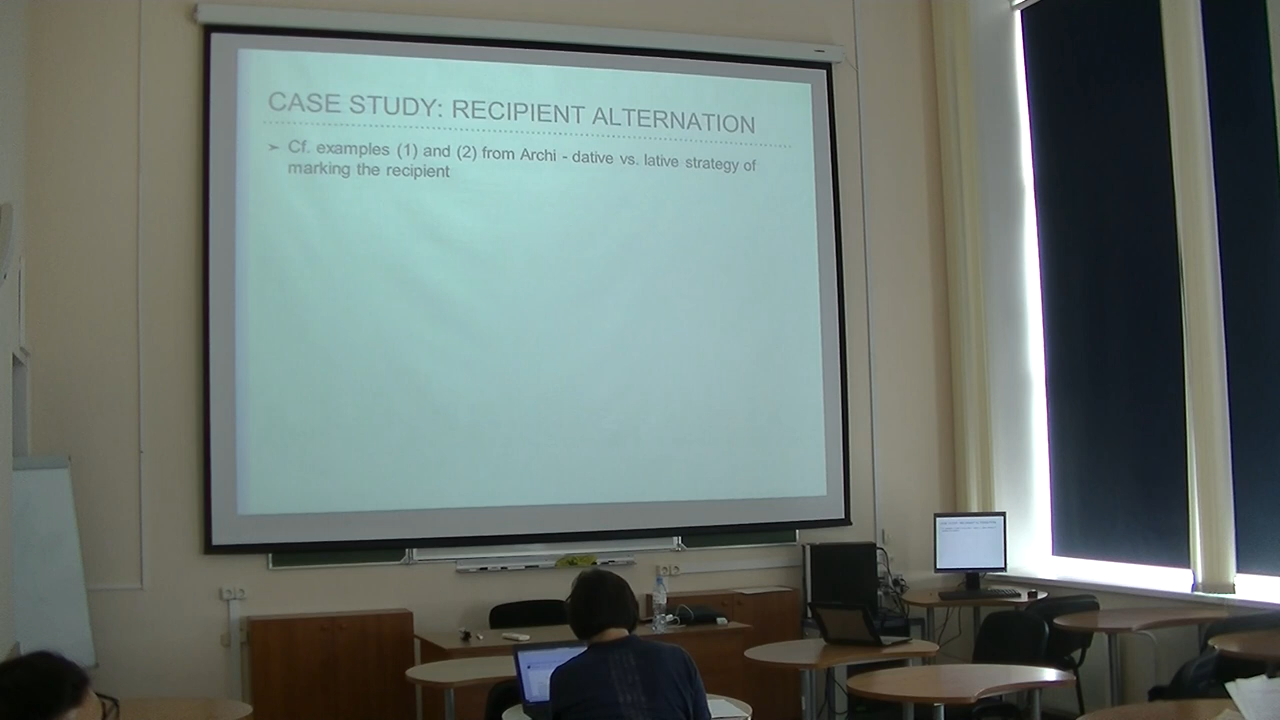 CASE STUDY: RECIPIENT ALTERNATION
➢ Cf. examples (1) and (2) from Archi - dative vs. lative strategy of
marking the recipient